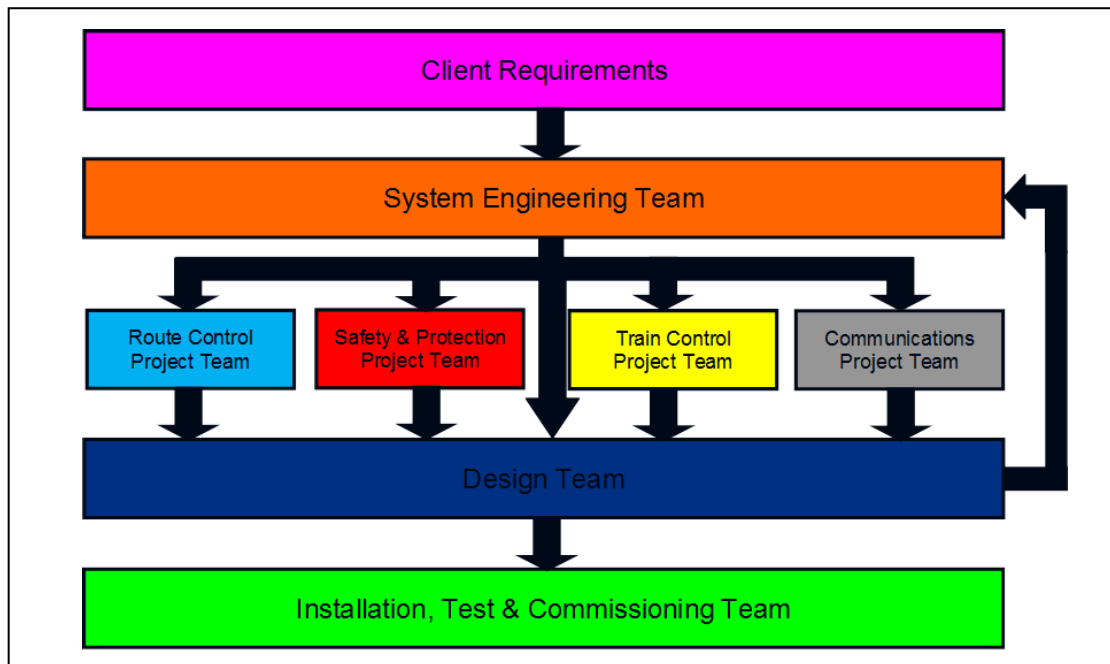 Client Requirements
System Engineering Team
Route Control
Project Team
Safety & Protection
Project Team
Train Control
Project Team
Communications
Project Team
Design Team
Installation, Test & Commissioning Team